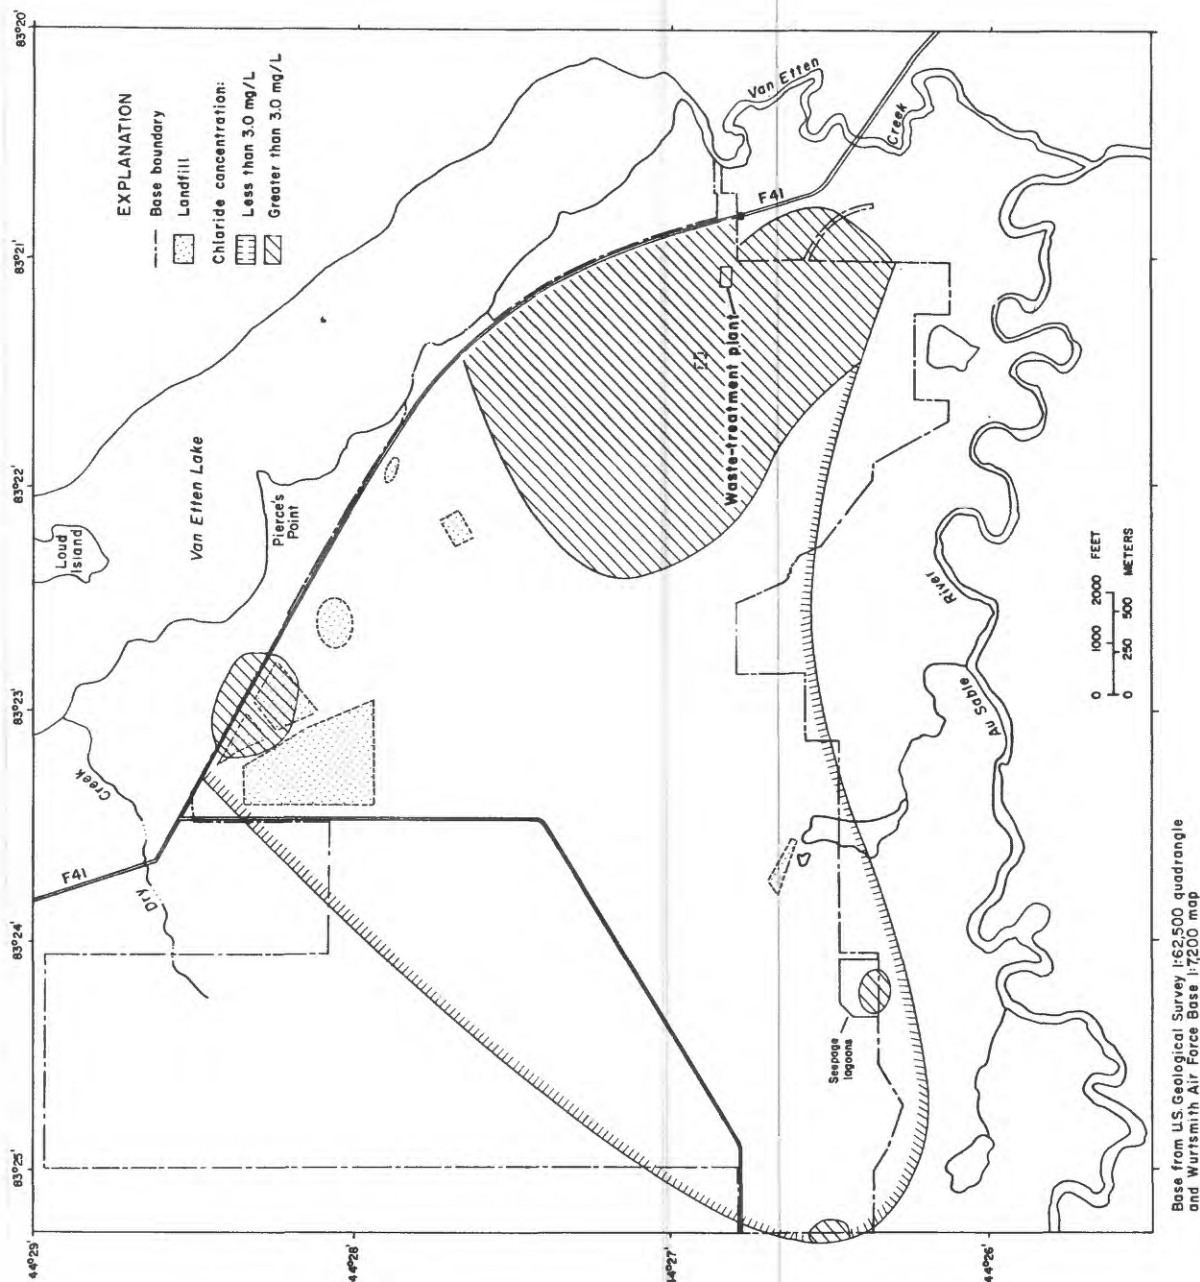 EXPLANATION
Base boundary
Landfill
Chloride concentration:
Less than 3.0 mg/L
Greater than 3.0 mg/L
83°20'
83°21'
83°22'
83°23'
83°24'
83°25'
44°29'
44°28'
44°27'
44°26'
Loud
Island
Van Etten Lake
Pierce's
Point
Dry
Creek
F41
F41
Van Etten
Creek
Waste-treatment plant
Seepage
lagoons
Au Sable
River
0 1000 2000 FEET
0 250 500 METERS
Base from U.S. Geological Survey 1:62,500 quadrangle
and Wurtsmith Air Force Base 1:7,200 map